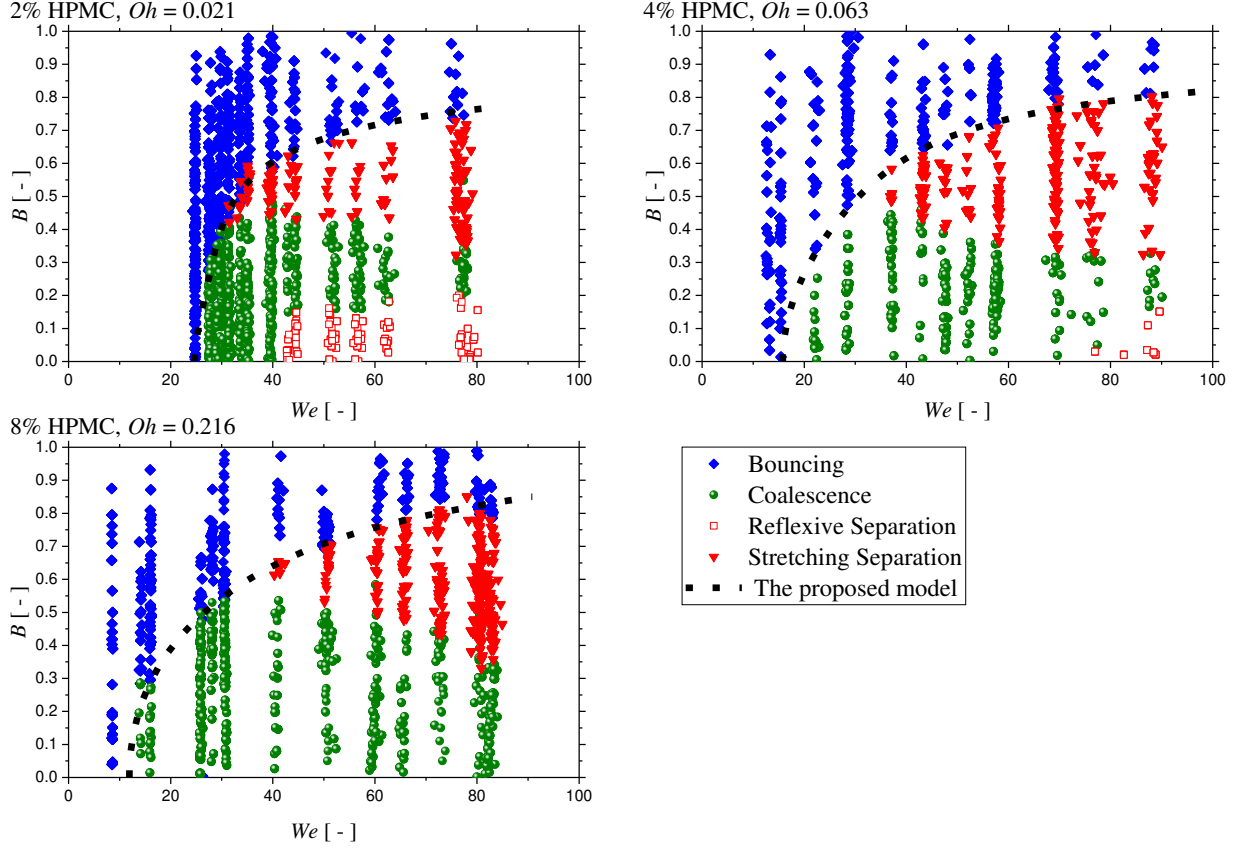 2% HPMC, Oh = 0.021
1.0
0.9
0.8
0.7
0.6
0.5
0.4
0.3
0.2
0.1
0.0
B [ - ]
0 20 40 60 80 100
We [ - ]
4% HPMC, Oh = 0.063
1.0
0.9
0.8
0.7
0.6
0.5
0.4
0.3
0.2
0.1
0.0
B [ - ]
0 20 40 60 80 100
We [ - ]
8% HPMC, Oh = 0.216
1.0
0.9
0.8
0.7
0.6
0.5
0.4
0.3
0.2
0.1
0.0
B [ - ]
0 20 40 60 80 100
We [ - ]
Bouncing
Coalescence
Reflexive Separation
Stretching Separation
The proposed model